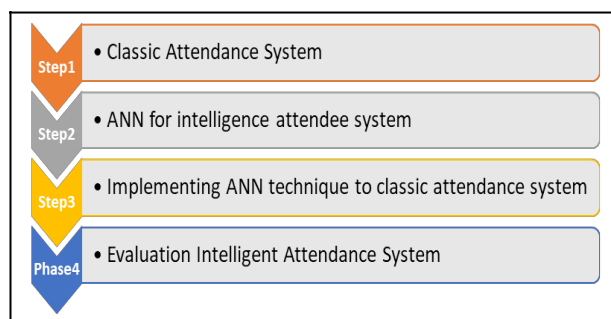 Step1
• Classic Attendance System
Step2
• ANN for intelligence attendee system
Step3
• Implementing ANN technique to classic attendance system
Phase4
• Evaluation Intelligent Attendance System